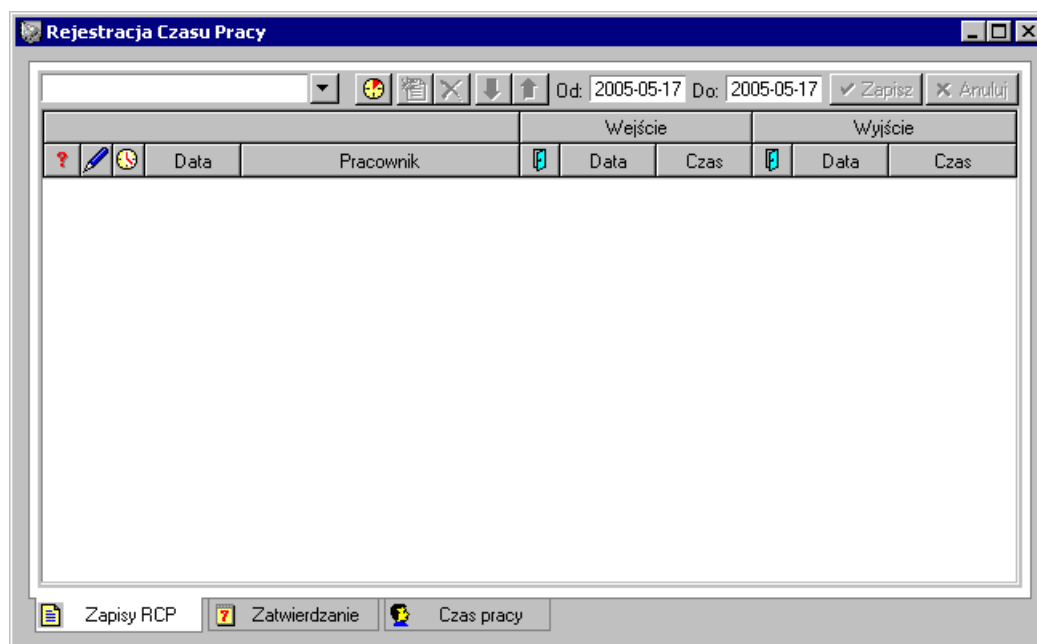 Rejestracja Czasu Pracy
Od: 2005-05-17 Do: 2005-05-17 Zapisz Anuluj
Wejście Wyjście
? Data Pracownik Data Czas Data Czas
Zapisy RCP ? Zatwierdzanie Czas pracy